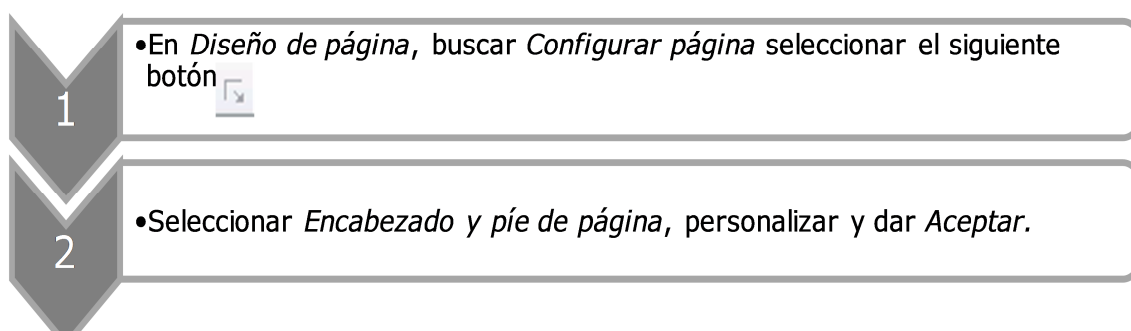 •En Diseño de página, buscar Configurar página seleccionar el siguiente
botón
1
•Seleccionar Encabezado y píe de página, personalizar y dar Aceptar.
2